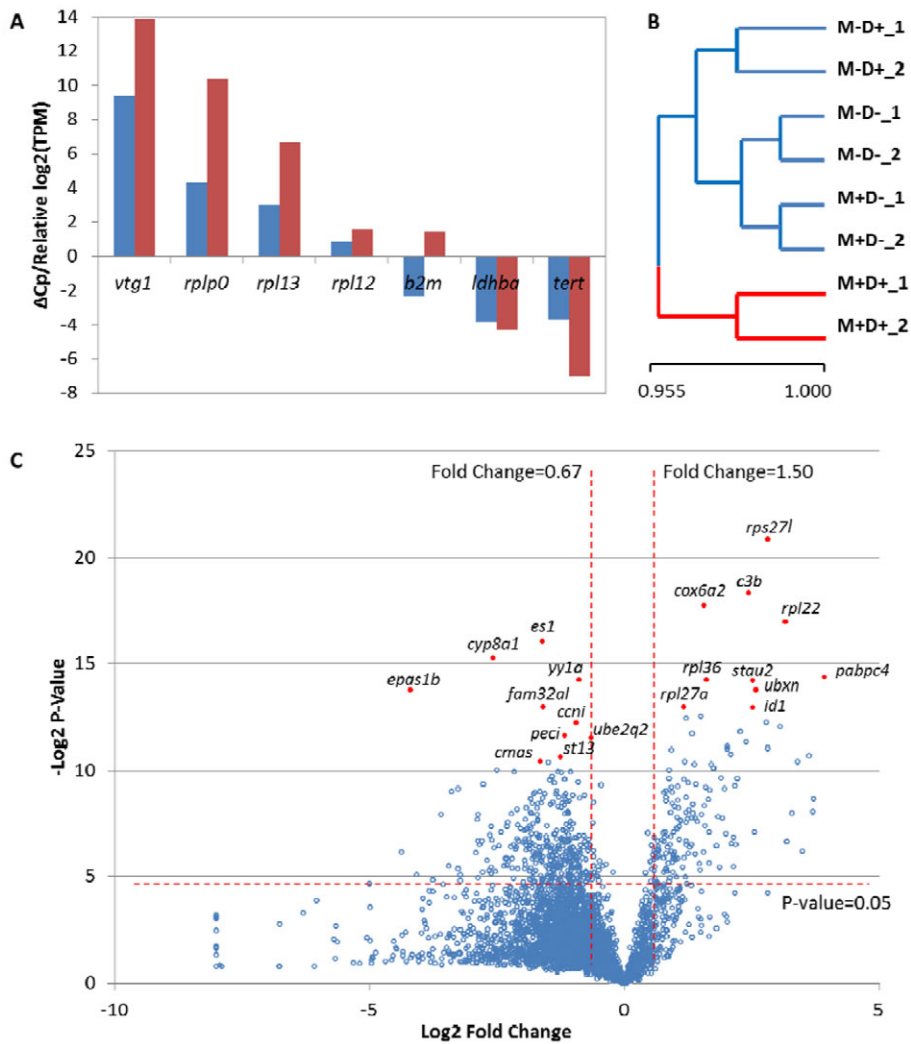 A
ΔCp/Relative log2(TPM)
14
12
10
8
6
4
2
0
-2
-4
-6
-8
vtg1
rplp0
rpl13
rpl12
b2m
ldhba
tert
B
M-D+_1
M-D+_2
M-D-_1
M-D-_2
M+D-_1
M+D-_2
M+D+_1
M+D+_2
0.955 1.000
C
-Log2 P-Value
25
20
15
10
5
0
Fold Change=0.67
Fold Change=1.50
rps27l
cox6a2
c3b
rpl22
es1
cyp8a1
epas1b
yy1a
fam32al
ccni
peci
ube2q2
st13
cmas
rpl36
stau2
pabpc4
ubxn
rpl27a
id1
P-value=0.05
-10 -5 0 5
Log2 Fold Change